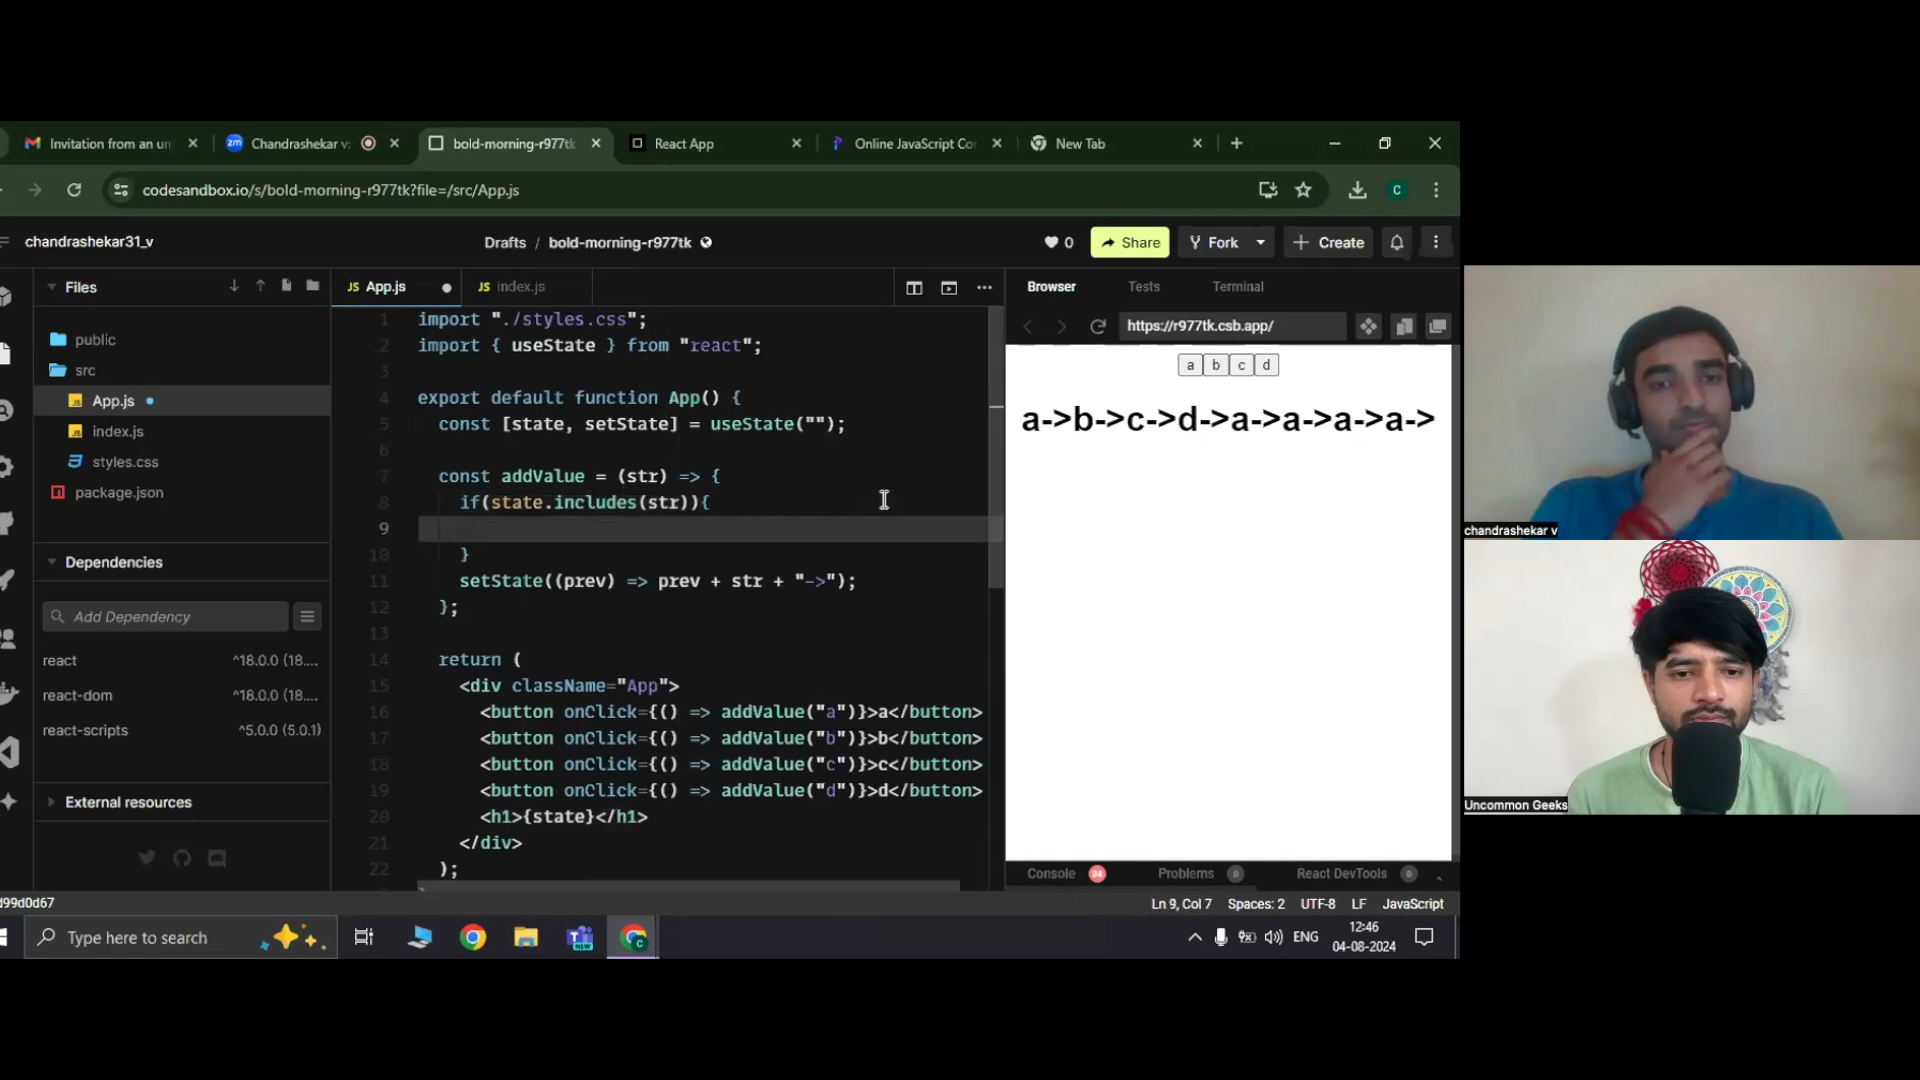 Invitation from an un
Chandrashekar v
bold-morning-r977tk
React App
Online JavaScript Co
New Tab
codesandbox.io/s/bold-morning-r977tk?file=/src/App.js
C
chandrashekar31_v
Drafts / bold-morning-r977tk
0
Share
Fork
Create
Files
App.js
index.js
Browser
Tests
Terminal
https://r977tk.csb.app/
public
src
App.js
index.js
styles.css
package.json
Dependencies
Add Dependency
react ^18.0.0 (18....
react-dom ^18.0.0 (18....
react-scripts ^5.0.0 (5.0.1)
External resources
1 import "./styles.css";
2 import { useState } from "react";
3
4 export default function App() {
5 const [state, setState] = useState("");
6
7 const addValue = (str) => {
8 if(state.includes(str)){
9
10 }
11 setState((prev) => prev + str + "->");
12 };
13
14 return (
15 <div className="App">
16 <button onClick={() => addValue("a")}>a</button>
17 <button onClick={() => addValue("b")}>b</button>
18 <button onClick={() => addValue("c")}>c</button>
19 <button onClick={() => addValue("d")}>d</button>
20 <h1>{state}</h1>
21 </div>
22 );
a b c d
a->b->c->d->a->a->a->a->
Console 34
Problems 0
React DevTools 0
d99d0d67
Ln 9, Col 7 Spaces: 2 UTF-8 LF JavaScript
Type here to search
ENG
12:46
04-08-2024
chandrashekar v
Uncommon Geeks